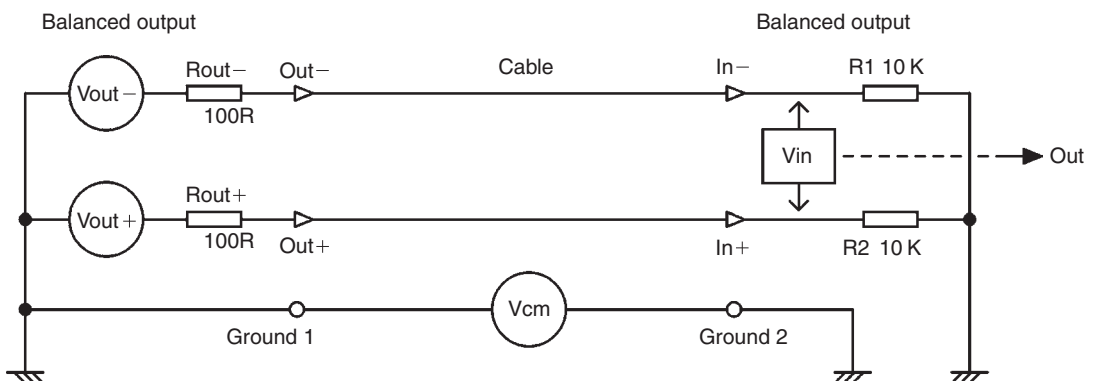 Balanced output
Balanced output
Rout−
Out−
Cable
In−
R1 10 K
Vout−
100R
Vin
Out
Rout+
Vout+
100R
Out+
In+
R2 10 K
Vcm
Ground 1
Ground 2